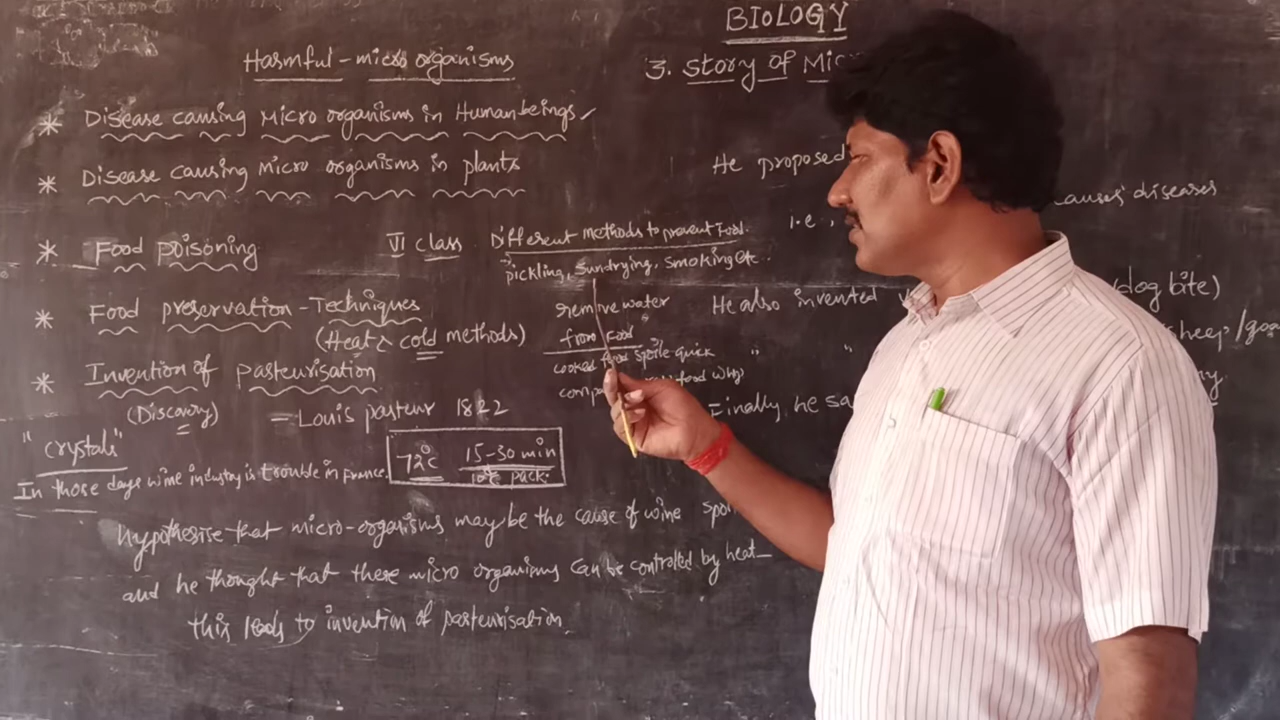 BIOLOGY
Harmful - micro organisms
3. Story of Mic
* Disease causing Micro organisms in Human beings
* Disease causing Micro organisms in plants
He proposed
causes diseases
i.e.,
* Food poisoning
VI class
Different methods to prevent Food.
pickling, Sundrying, Smoking etc.
* Food preservation - Techniques
(Heat & cold methods)
remove water
from food
He also invented
(dog bite)
sheep/
cooked food spoile quick
food why?
* Invention of pasteurisation
(Discovery)
- Louis pasteur 1822
Finally, he sa
"crystals"
72°C 15-30 min
10°C pack.
In those days wine industry is trouble in france.
Hypothesise that micro-organisms may be the cause of wine spoi
and he thought that these micro organisms can be controlled by heat
this leads to invention of pasteurisation.